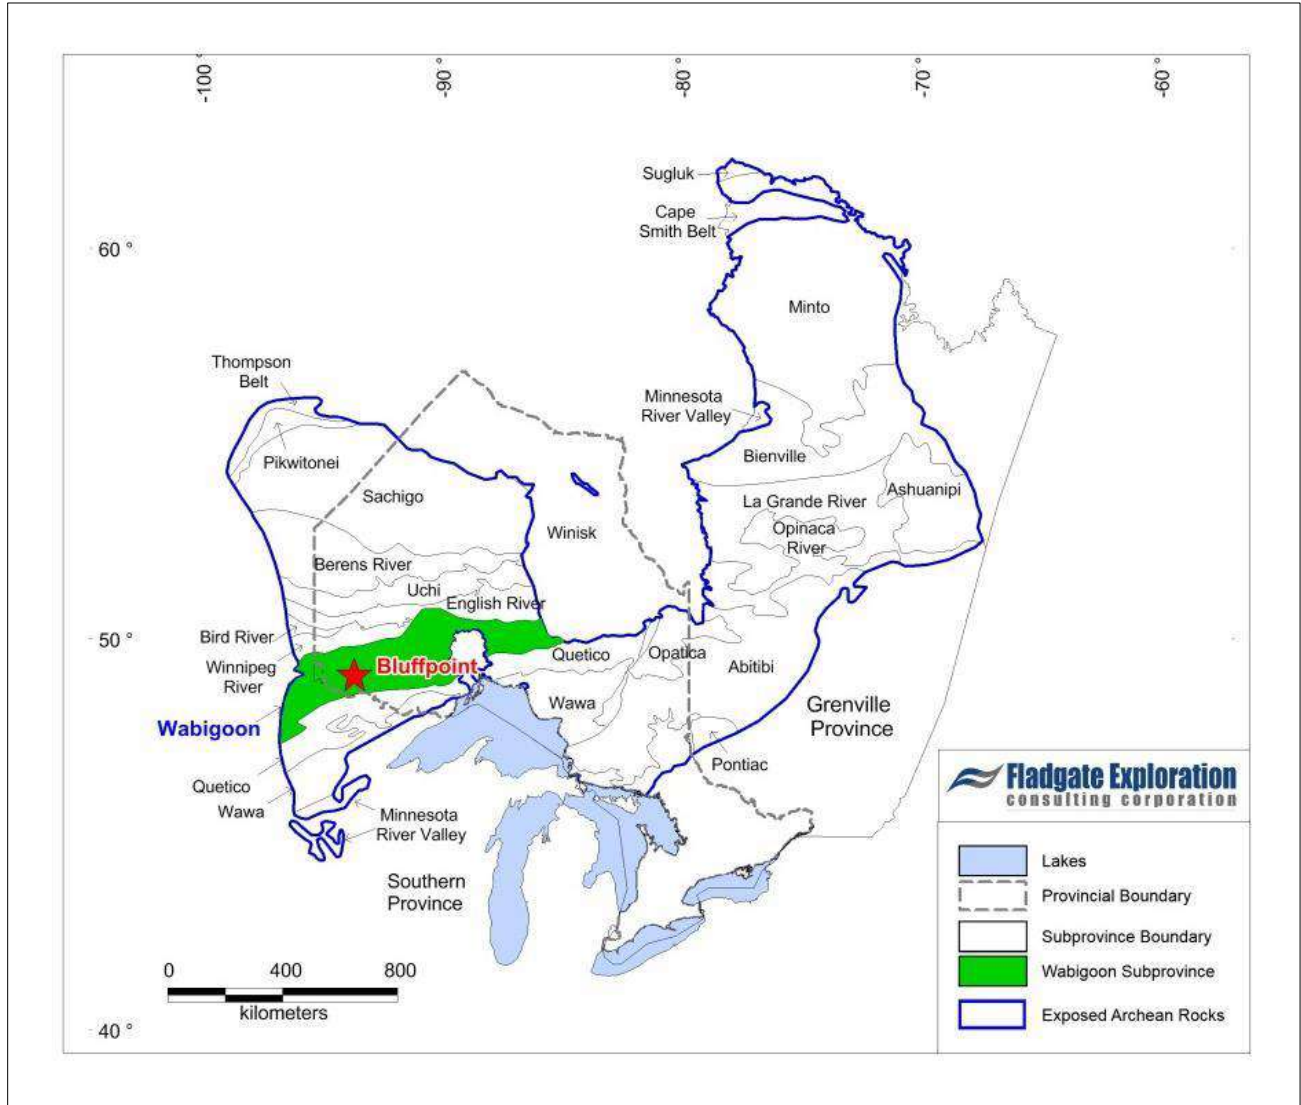 -100 °
-90 °
-80 °
-70 °
-60 °
Sugluk
Cape
Smith Belt
60 °
Minto
Thompson
Belt
Minnesota
River Valley
Pikwitonei
Bienville
Sachigo
Ashuanipi
La Grande River
Opinaca
River
Winisk
Berens River
Uchi
English River
Bird River
50 °
Winnipeg
River
Bluffpoint
Quetico
Opatica
Abitibi
Wawa
Grenville
Province
Wabigoon
Pontiac
Quetico
Wawa
Minnesota
River Valley
Southern
Province
0 400 800
kilometers
40 °
Fladgate Exploration
consulting corporation
Lakes
Provincial Boundary
Subprovince Boundary
Wabigoon Subprovince
Exposed Archean Rocks